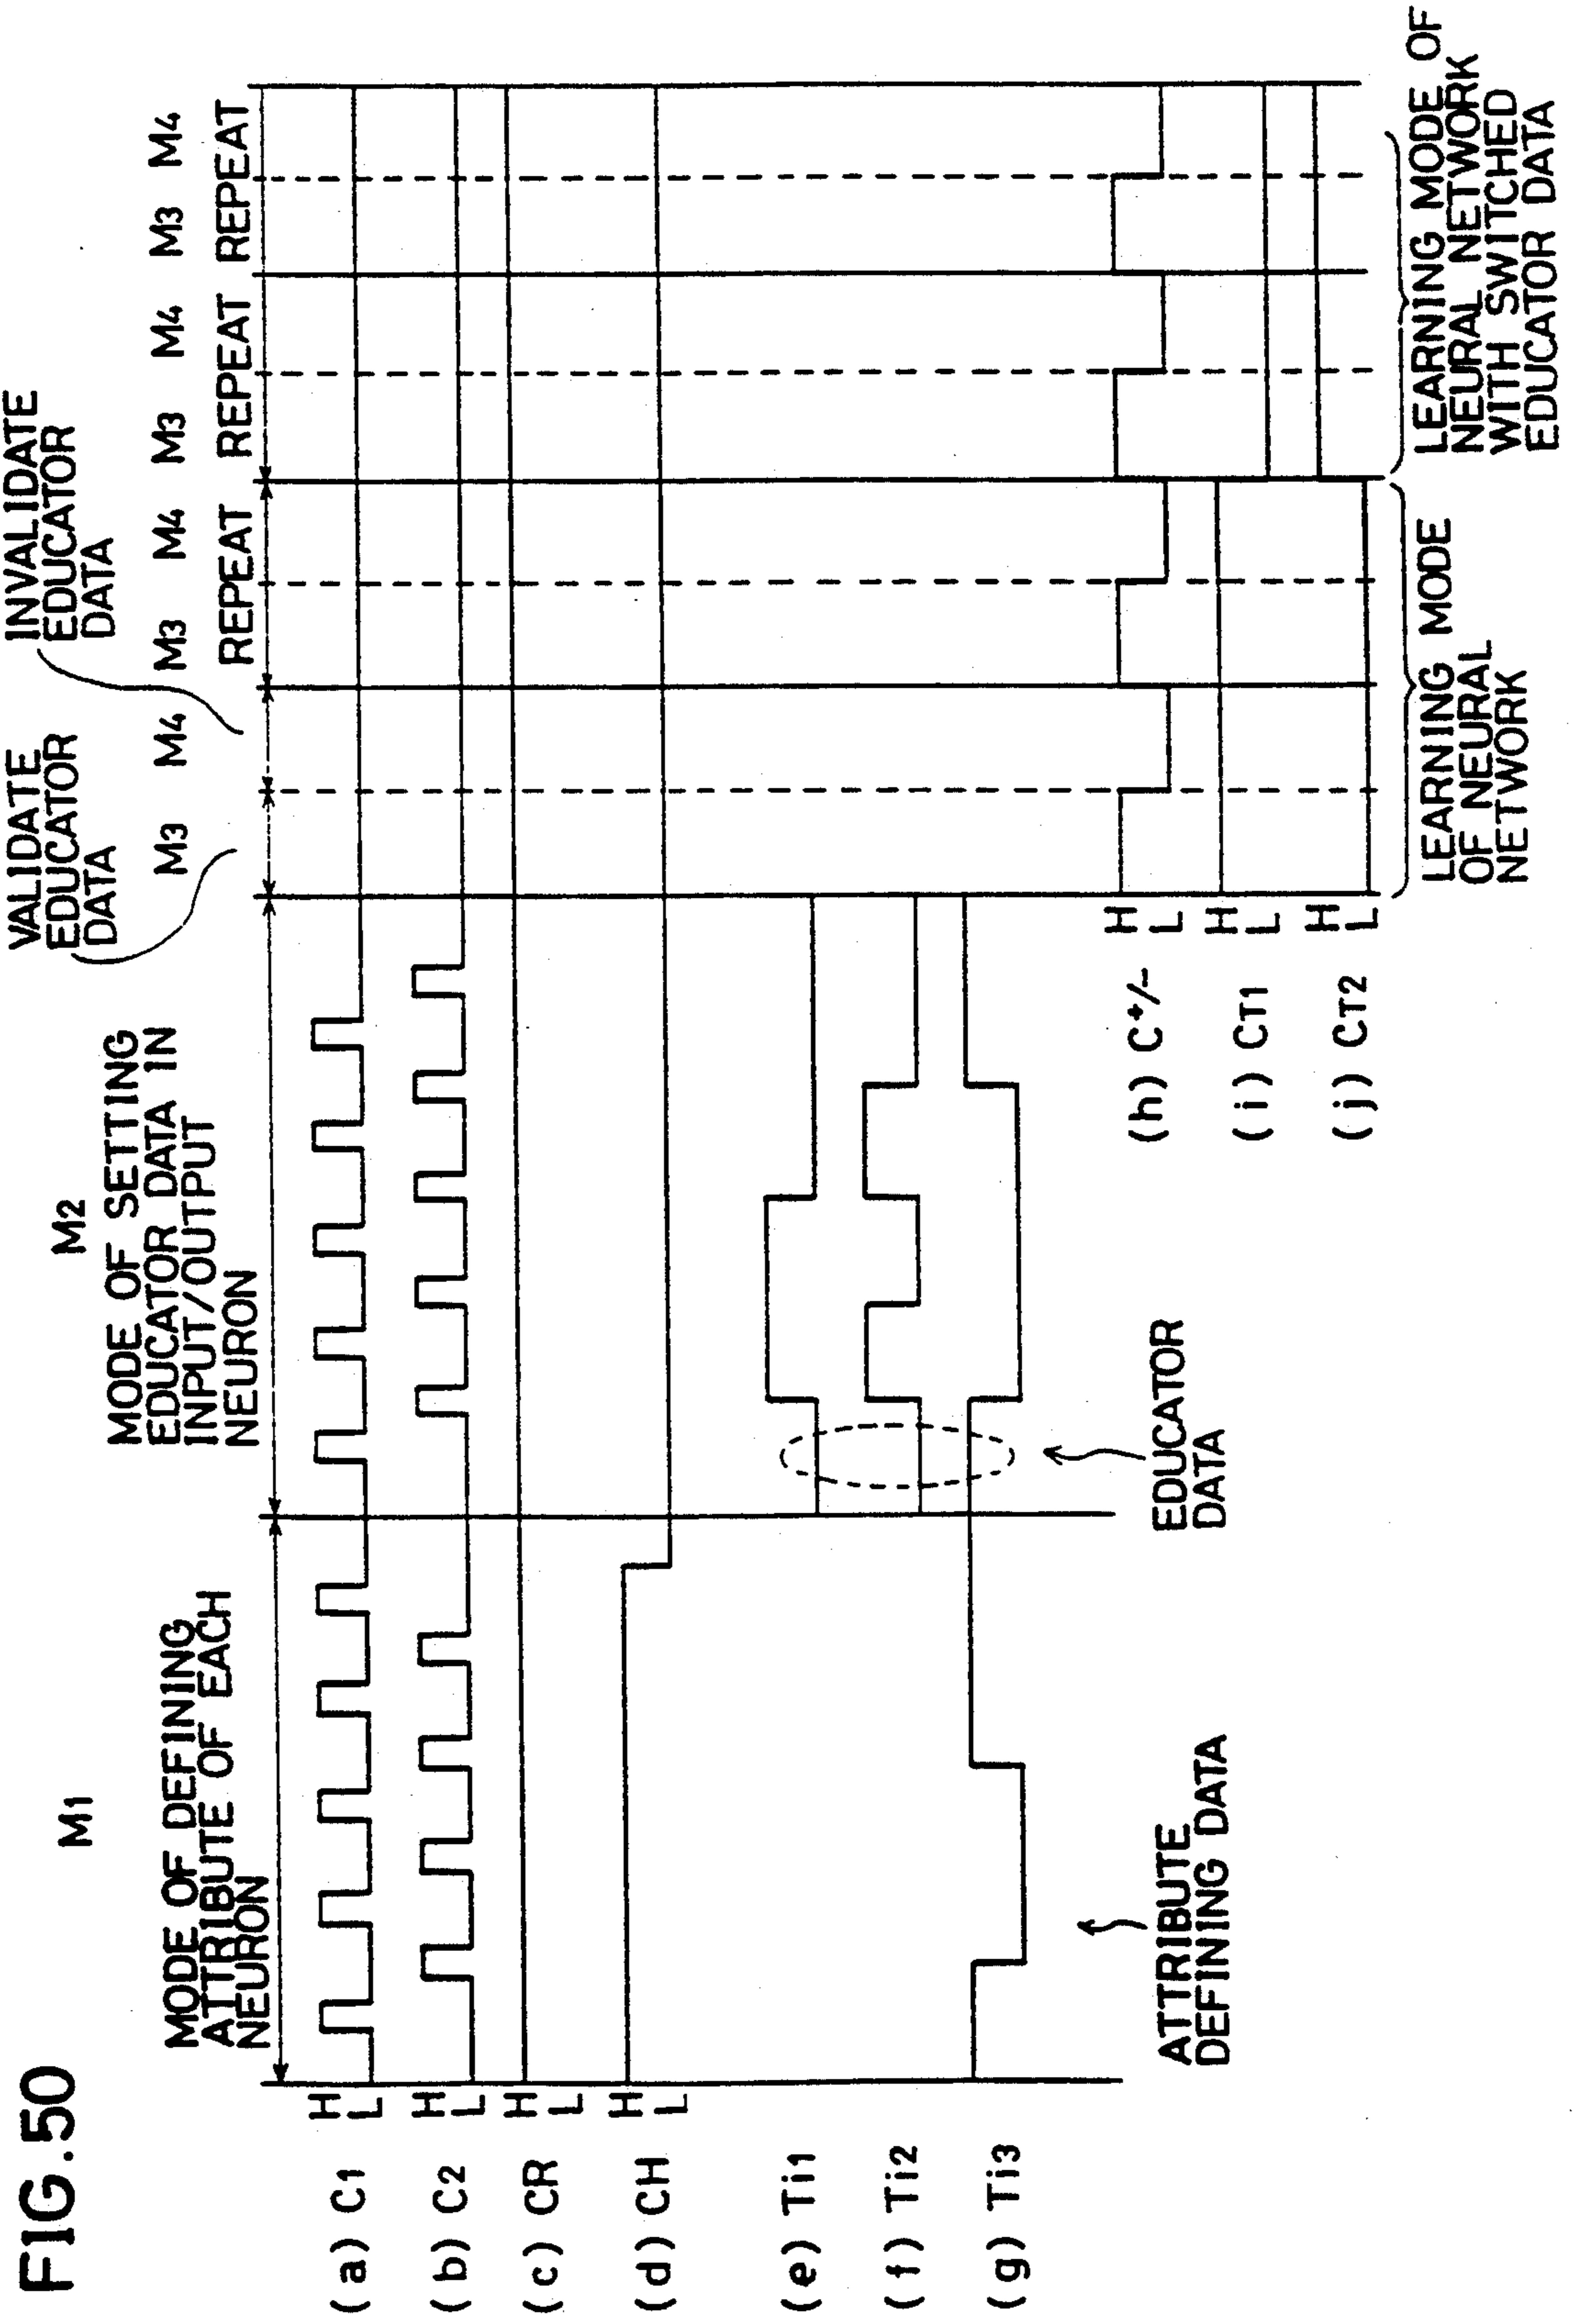 FIG.50
M1
MODE OF DEFINING
ATTRIBUTE OF EACH
NEURON
M2
MODE OF SETTING
EDUCATOR DATA IN
INPUT/OUTPUT
NEURON
VALIDATE
EDUCATOR
DATA
INVALIDATE
EDUCATOR
DATA
M3 M4 M3 M4 M3 M4 M3 M4
REPEAT REPEAT REPEAT
(a) C1 H
L
(b) C2 H
L
(c) CR H
L
(d) CH H
L
(e) Ti1
(f) Ti2
(g) Ti3
(h) C+/- H
L
(i) CT1 H
L
(j) CT2 H
L
ATTRIBUTE
DEFINING DATA
EDUCATOR
DATA
LEARNING MODE
OF NEURAL
NETWORK
LEARNING MODE OF
NEURAL NETWORK
WITH SWITCHED
EDUCATOR DATA